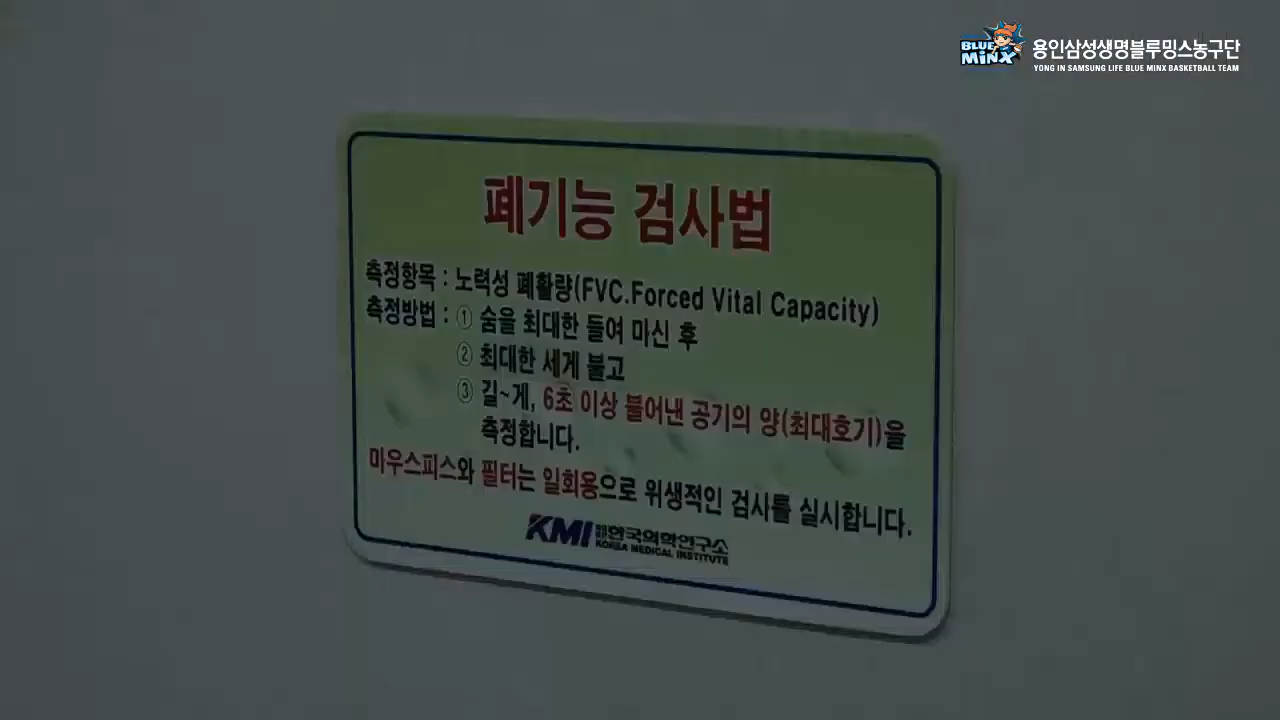 BLUE MINX
용인삼성생명블루밍스농구단
YONG IN SAMSUNG LIFE BLUE MINX BASKETBALL TEAM
폐기능 검사법
측정항목 : 노력성 폐활량(FVC.Forced Vital Capacity)
측정방법 : ① 숨을 최대한 들여 마신 후
② 최대한 세게 불고
③ 길~게, 6초 이상 불어낸 공기의 양(최대호기)을
측정합니다.
마우스피스와 필터는 일회용으로 위생적인 검사를 실시합니다.
KMI 한국의학연구소
KOREA MEDICAL INSTITUTE